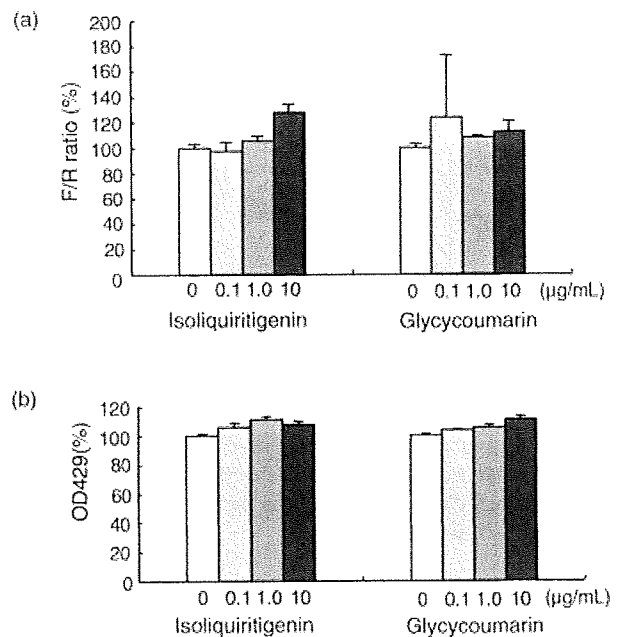 (a)
F/R ratio (%)
200
180
160
140
120
100
80
60
40
20
0
0 0.1 1.0 10 0 0.1 1.0 10 (μg/mL)
Isoliquiritigenin Glycycoumarin
(b)
OD429(%)
120
100
80
60
40
20
0
0 0.1 1.0 10 0 0.1 1.0 10 (μg/mL)
Isoliquiritigenin Glycycoumarin